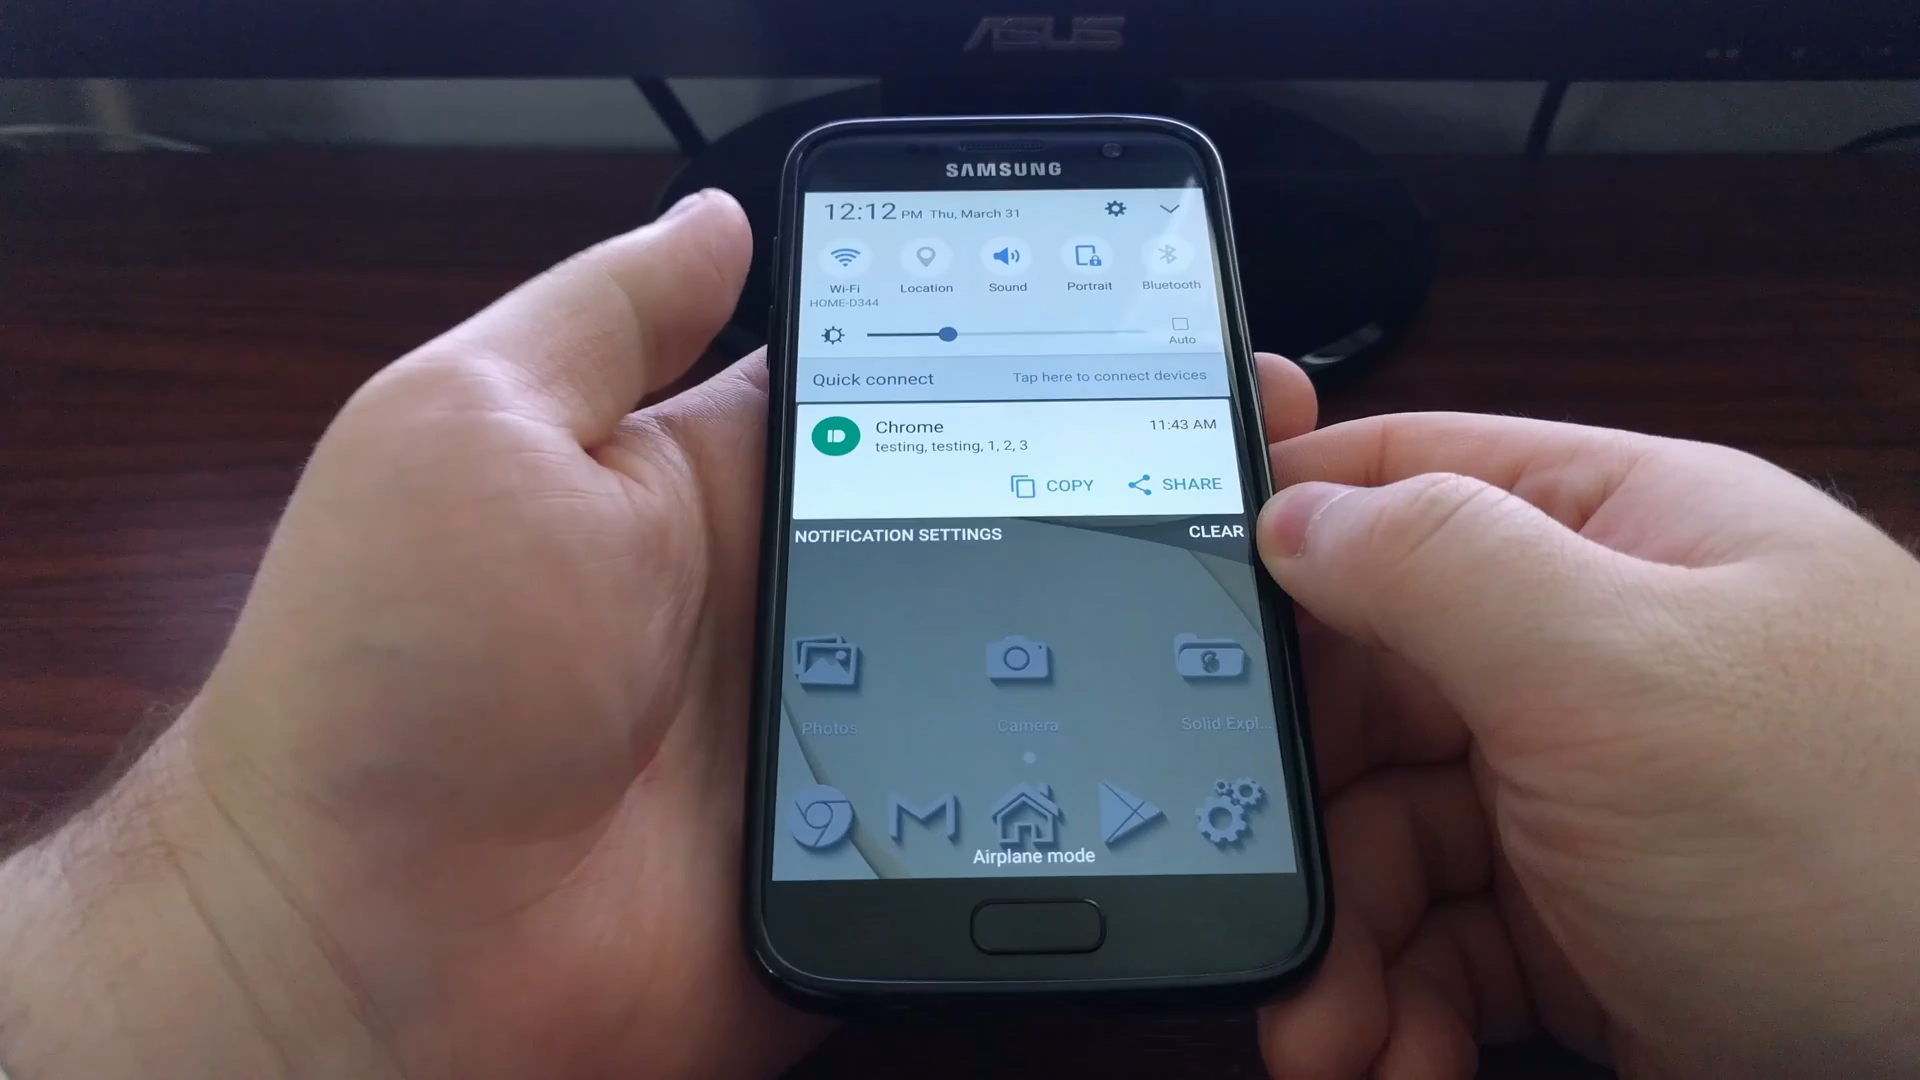 ASUS
SAMSUNG
12:12 PM Thu, March 31
Wi-Fi
HOME-D344
Location
Sound
Portrait
Bluetooth
Auto
Quick connect
Tap here to connect devices
Chrome
11:43 AM
testing, testing, 1, 2, 3
COPY
SHARE
NOTIFICATION SETTINGS
CLEAR
Photos
Camera
Solid Expl...
Airplane mode